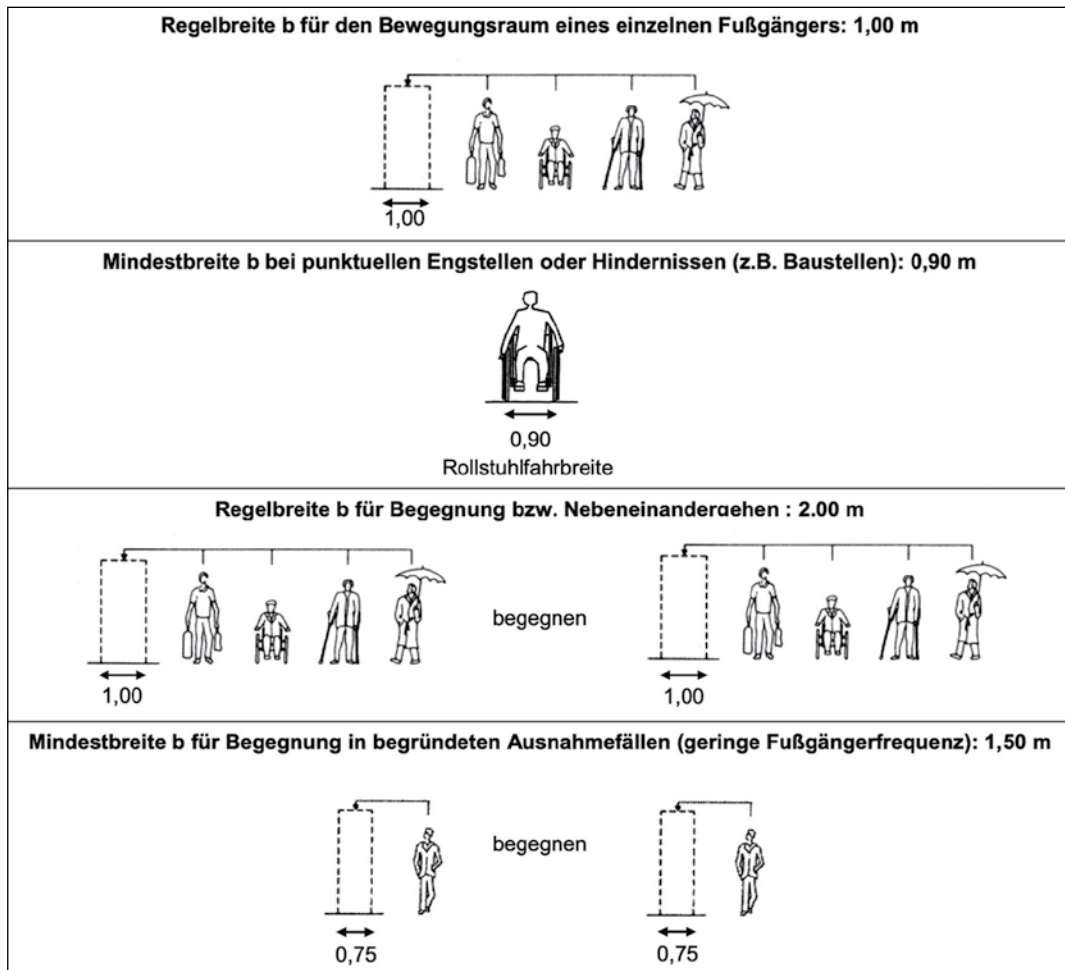 Regelbreite b für den Bewegungsraum eines einzelnen Fußgängers: 1,00 m
1,00
Mindestbreite b bei punktuellen Engstellen oder Hindernissen (z.B. Baustellen): 0,90 m
0,90
Rollstuhlfahrbreite
Regelbreite b für Begegnung bzw. Nebeneinandergehen : 2.00 m
begegnen
1,00 1,00
Mindestbreite b für Begegnung in begründeten Ausnahmefällen (geringe Fußgängerfrequenz): 1,50 m
begegnen
0,75 0,75